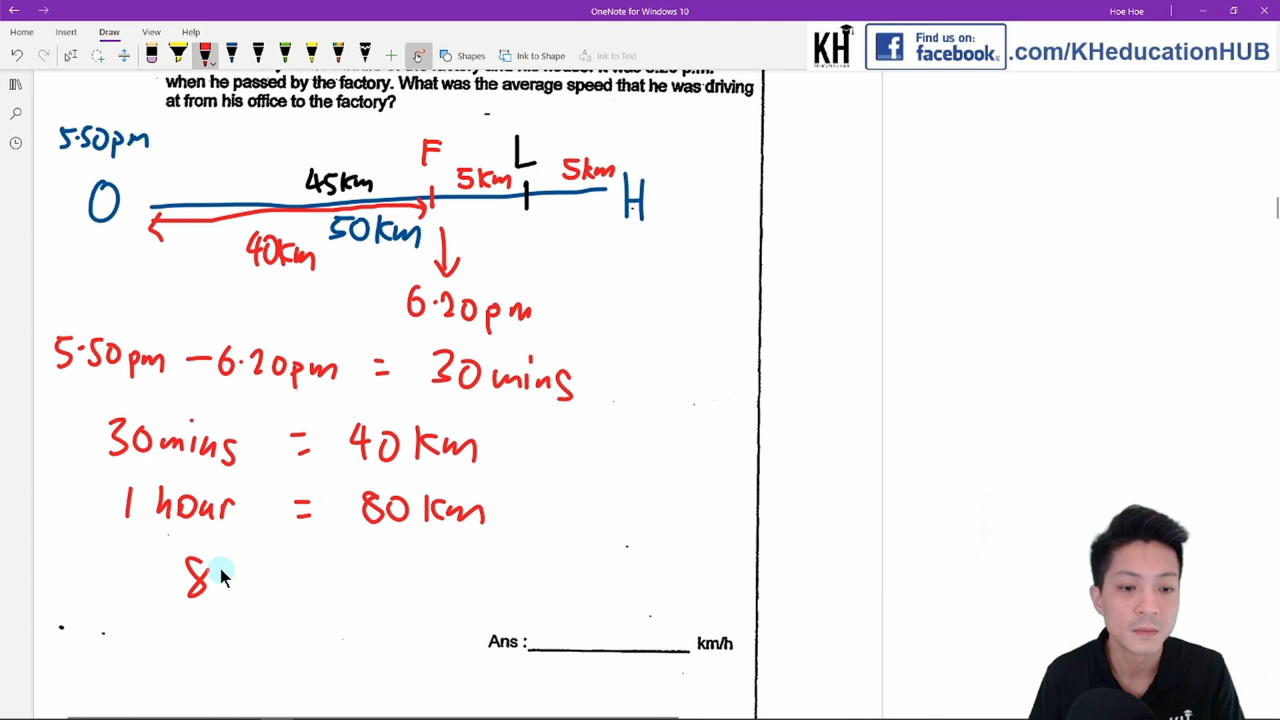 OneNote for Windows 10
Hoe Hoe
Home Insert Draw View Help
Shapes Ink to Shape Ink to Text
KH
Find us on:
facebook. .com/KHeducationHUB
when he passed by the factory. What was the average speed that he was driving
at from his office to the factory?
5.50pm
F L
45km 5km 5km
O H
50km
40km
6.20pm
5.50pm - 6.20pm = 30 mins
30 mins = 40 km
1 hour = 80 km
8
Ans : km/h